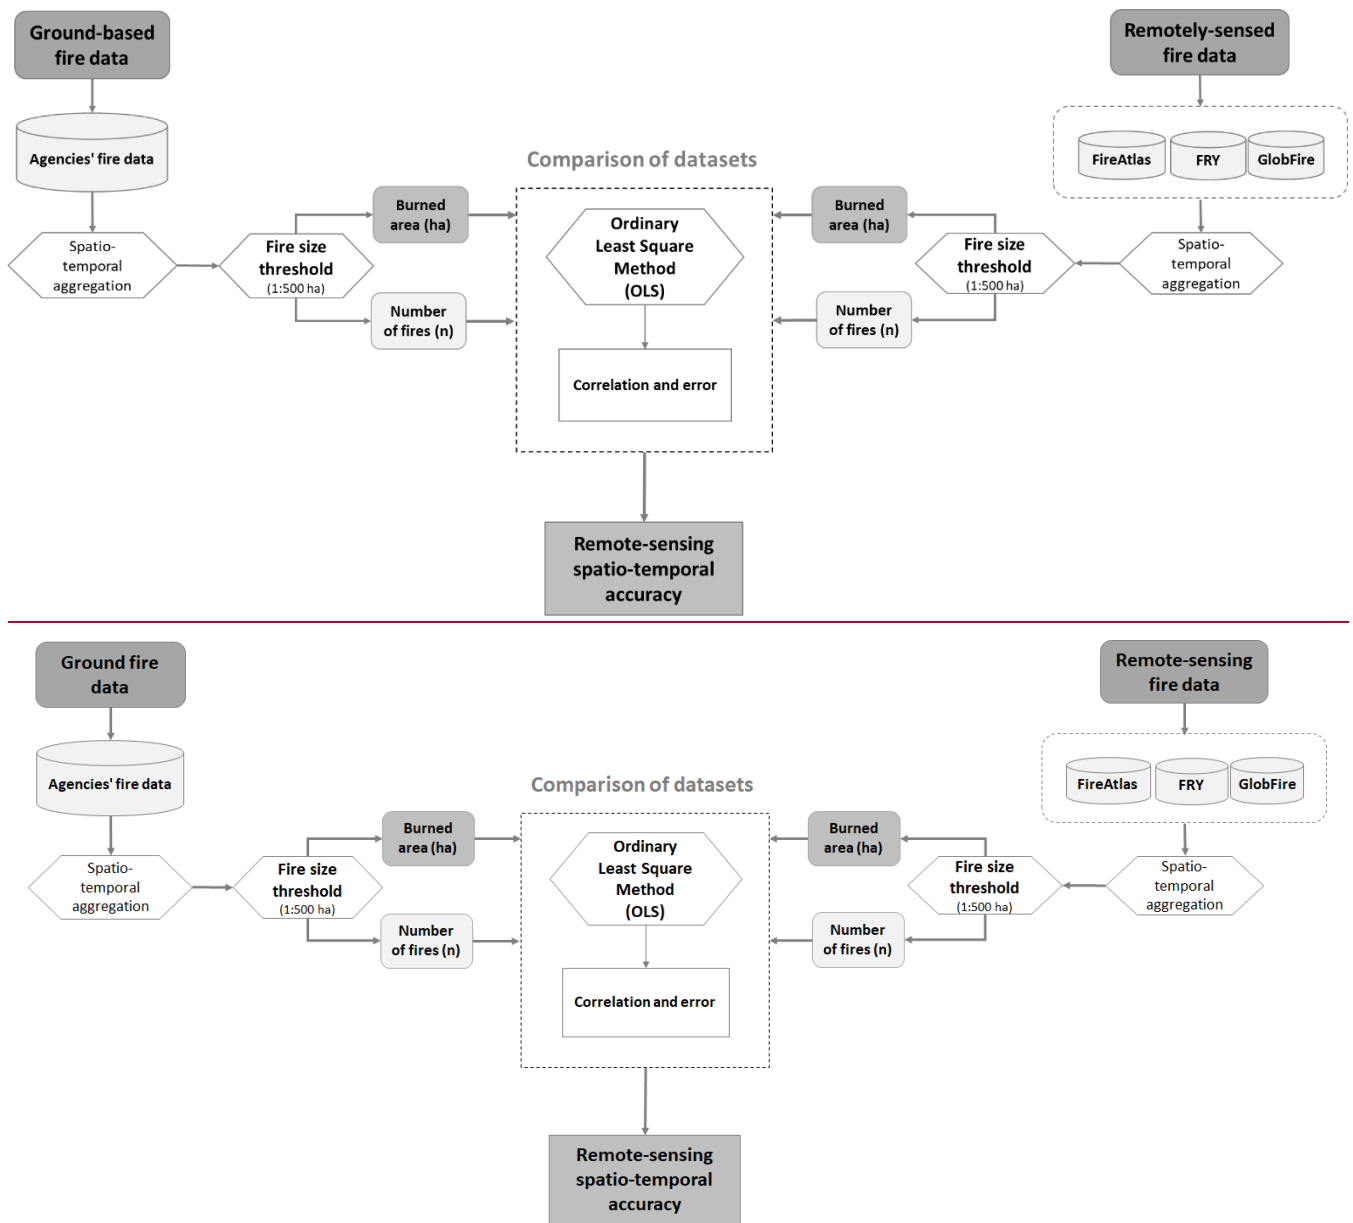 Ground-based
fire data
Remotely-sensed
fire data
Agencies' fire data
FireAtlas
FRY
GlobFire
Comparison of datasets
Burned
area (ha)
Ordinary
Least Square
Method
(OLS)
Burned
area (ha)
Spatio-
temporal
aggregation
Fire size
threshold
(1:500 ha)
Fire size
threshold
(1:500 ha)
Spatio-
temporal
aggregation
Number
of fires (n)
Number
of fires (n)
Correlation and error
Remote-sensing
spatio-temporal
accuracy
Ground fire
data
Remote-sensing
fire data
Agencies' fire data
FireAtlas
FRY
GlobFire
Comparison of datasets
Burned
area (ha)
Ordinary
Least Square
Method
(OLS)
Burned
area (ha)
Spatio-
temporal
aggregation
Fire size
threshold
(1:500 ha)
Fire size
threshold
(1:500 ha)
Spatio-
temporal
aggregation
Number
of fires (n)
Number
of fires (n)
Correlation and error
Remote-sensing
spatio-temporal
accuracy